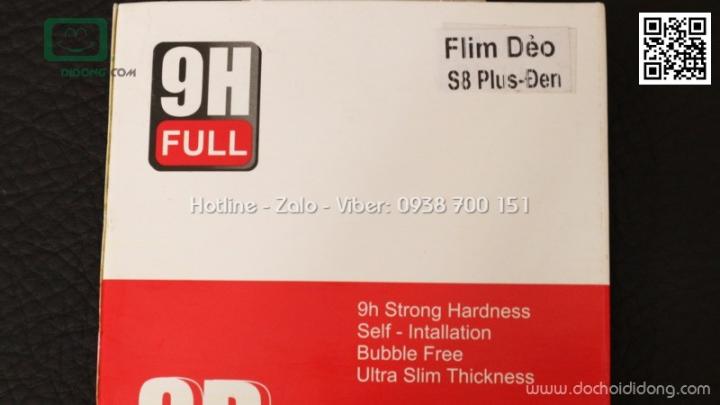 DIDONG COM
9H
FULL
Flim Dẻo
S8 Plus-Đen
Hotline - Zalo - Viber: 0938 700 151
9h Strong Hardness
Self - Intallation
Bubble Free
Ultra Slim Thickness
www.dochoididong.com